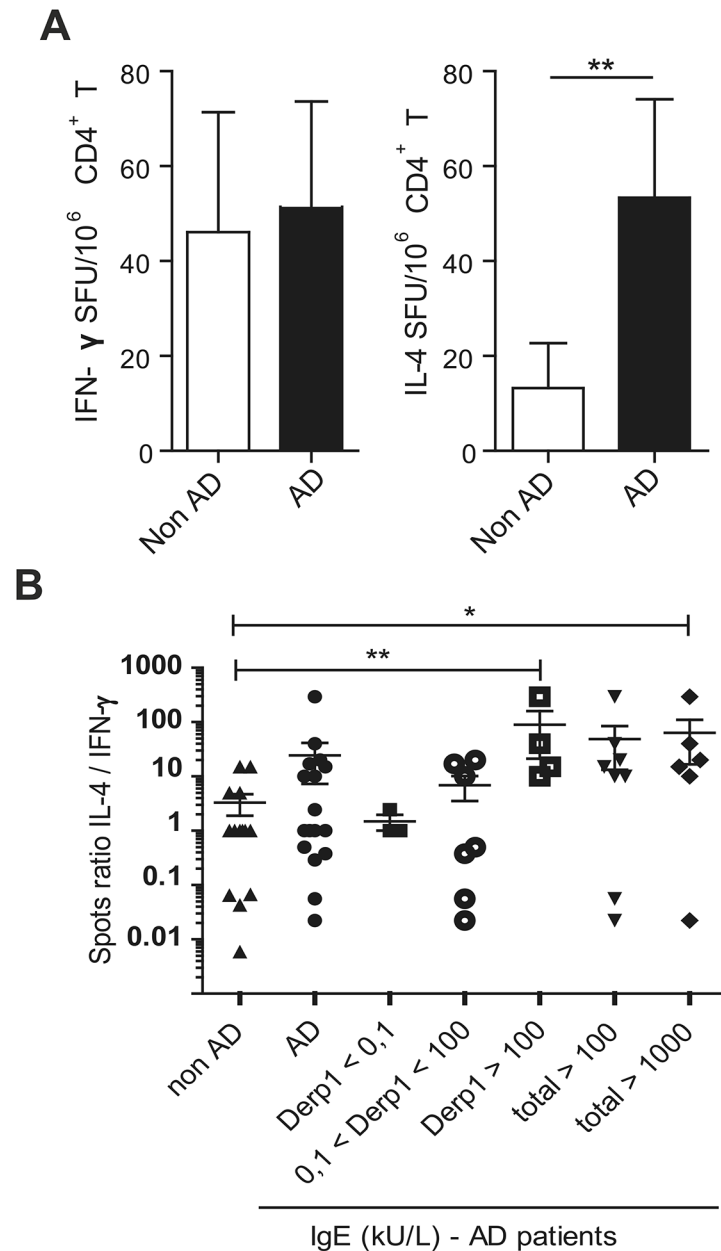 A
IFN- γ SFU/10⁶ CD4⁺ T
80
60
40
20
0
Non AD
AD
IL-4 SFU/10⁶ CD4⁺ T
80
60
40
20
0
**
Non AD
AD
B
Spots ratio IL-4 / IFN-γ
1000
100
10
1
0.1
0.01
*
**
non AD
AD
Derp1 < 0,1
0,1 < Derp1 < 100
Derp1 > 100
total > 100
total > 1000
IgE (kU/L) - AD patients